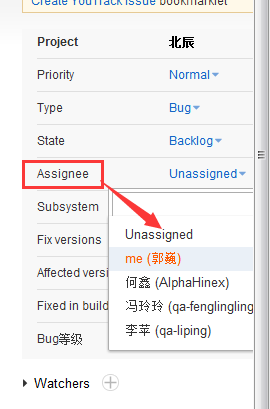 Create YouTrack Issue bookmarklet
Project 北辰
Priority Normal
Type Bug
State Backlog
Assignee Unassigned
Subsystem
Unassigned
Fix versions
me (郭巍)
Affected versi
何鑫 (AlphaHinex)
Fixed in build
冯玲玲 (qa-fenglingling
Bug等级
李苹 (qa-liping)
Watchers